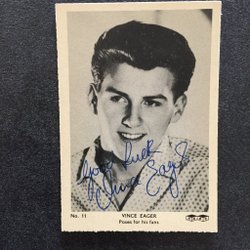 Good luck
Vince Eager
No. 11
VINCE EAGER
Poses for his fans